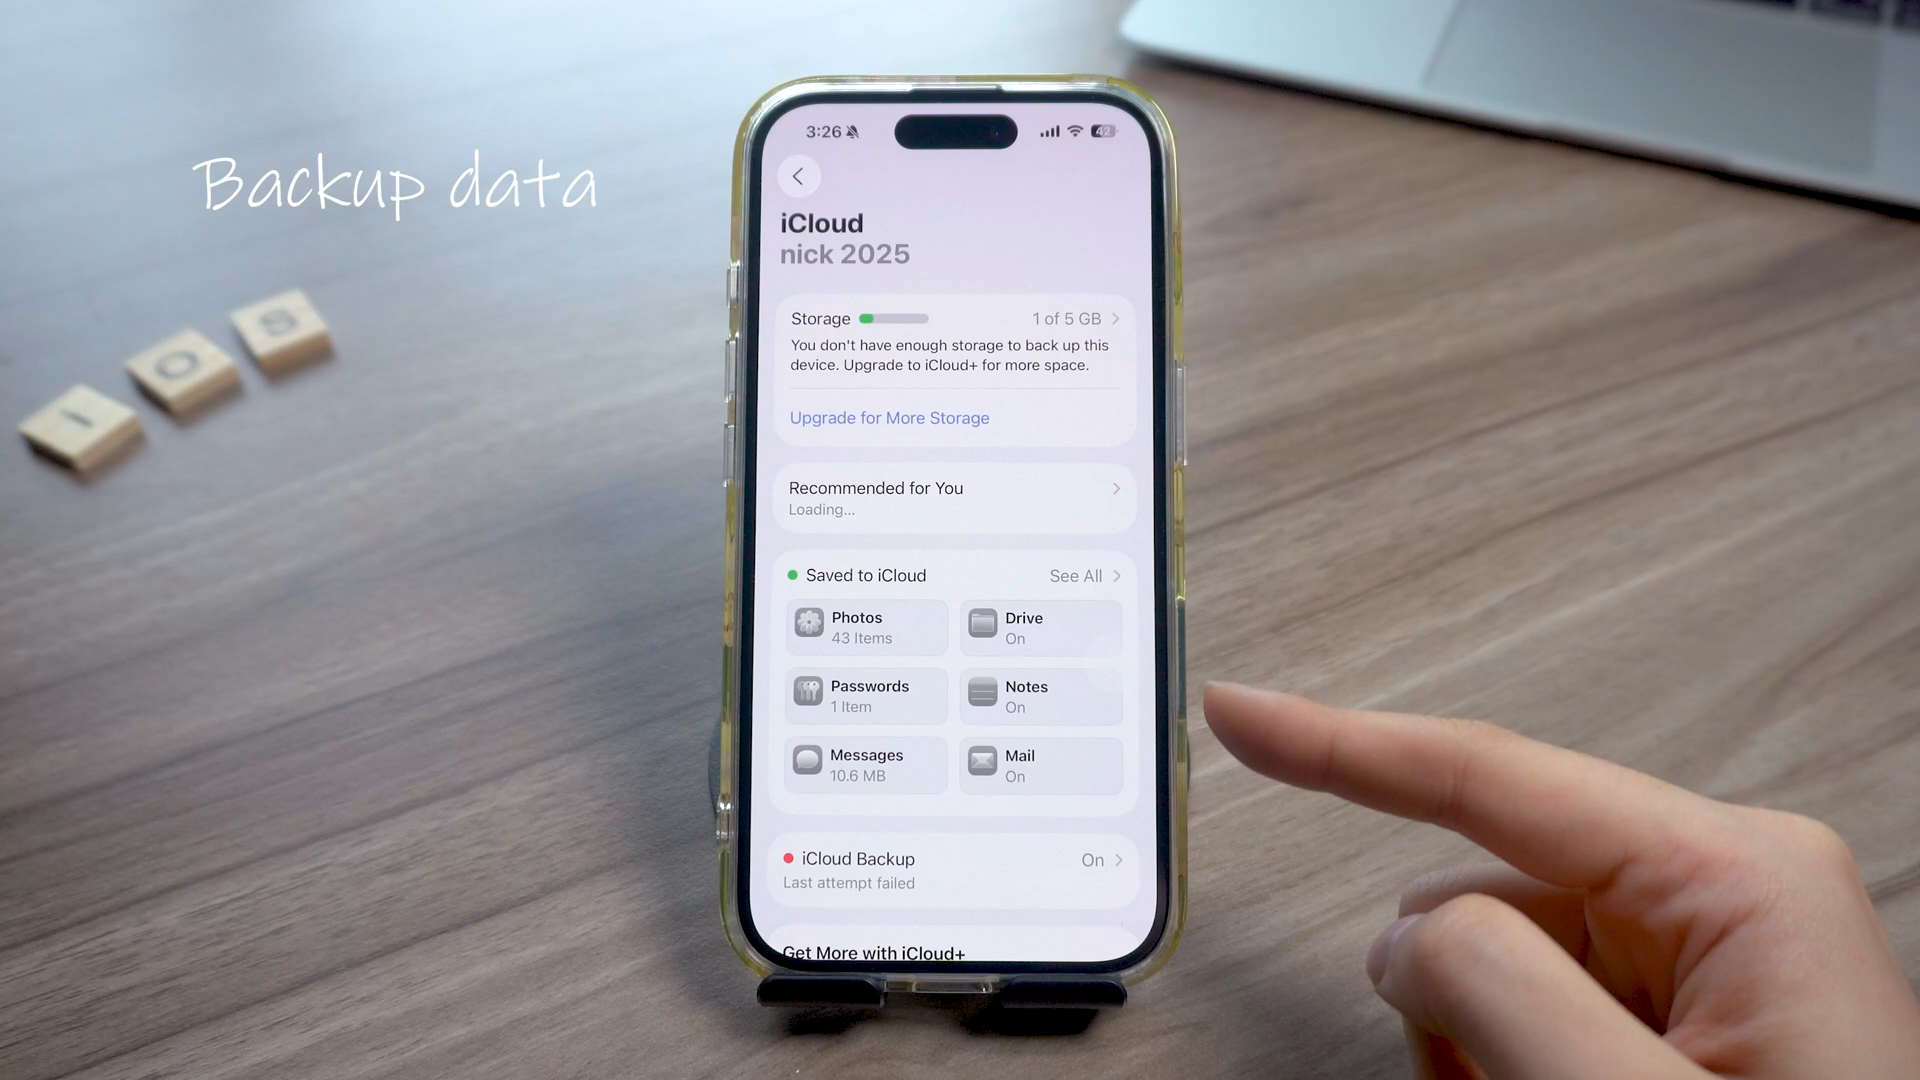 Backup data
I O S
3:26
42
iCloud
nick 2025
Storage 1 of 5 GB
You don't have enough storage to back up this
device. Upgrade to iCloud+ for more space.
Upgrade for More Storage
Recommended for You
Loading...
Saved to iCloud See All
Photos
43 Items
Drive
On
Passwords
1 Item
Notes
On
Messages
10.6 MB
Mail
On
iCloud Backup On
Last attempt failed
Get More with iCloud+